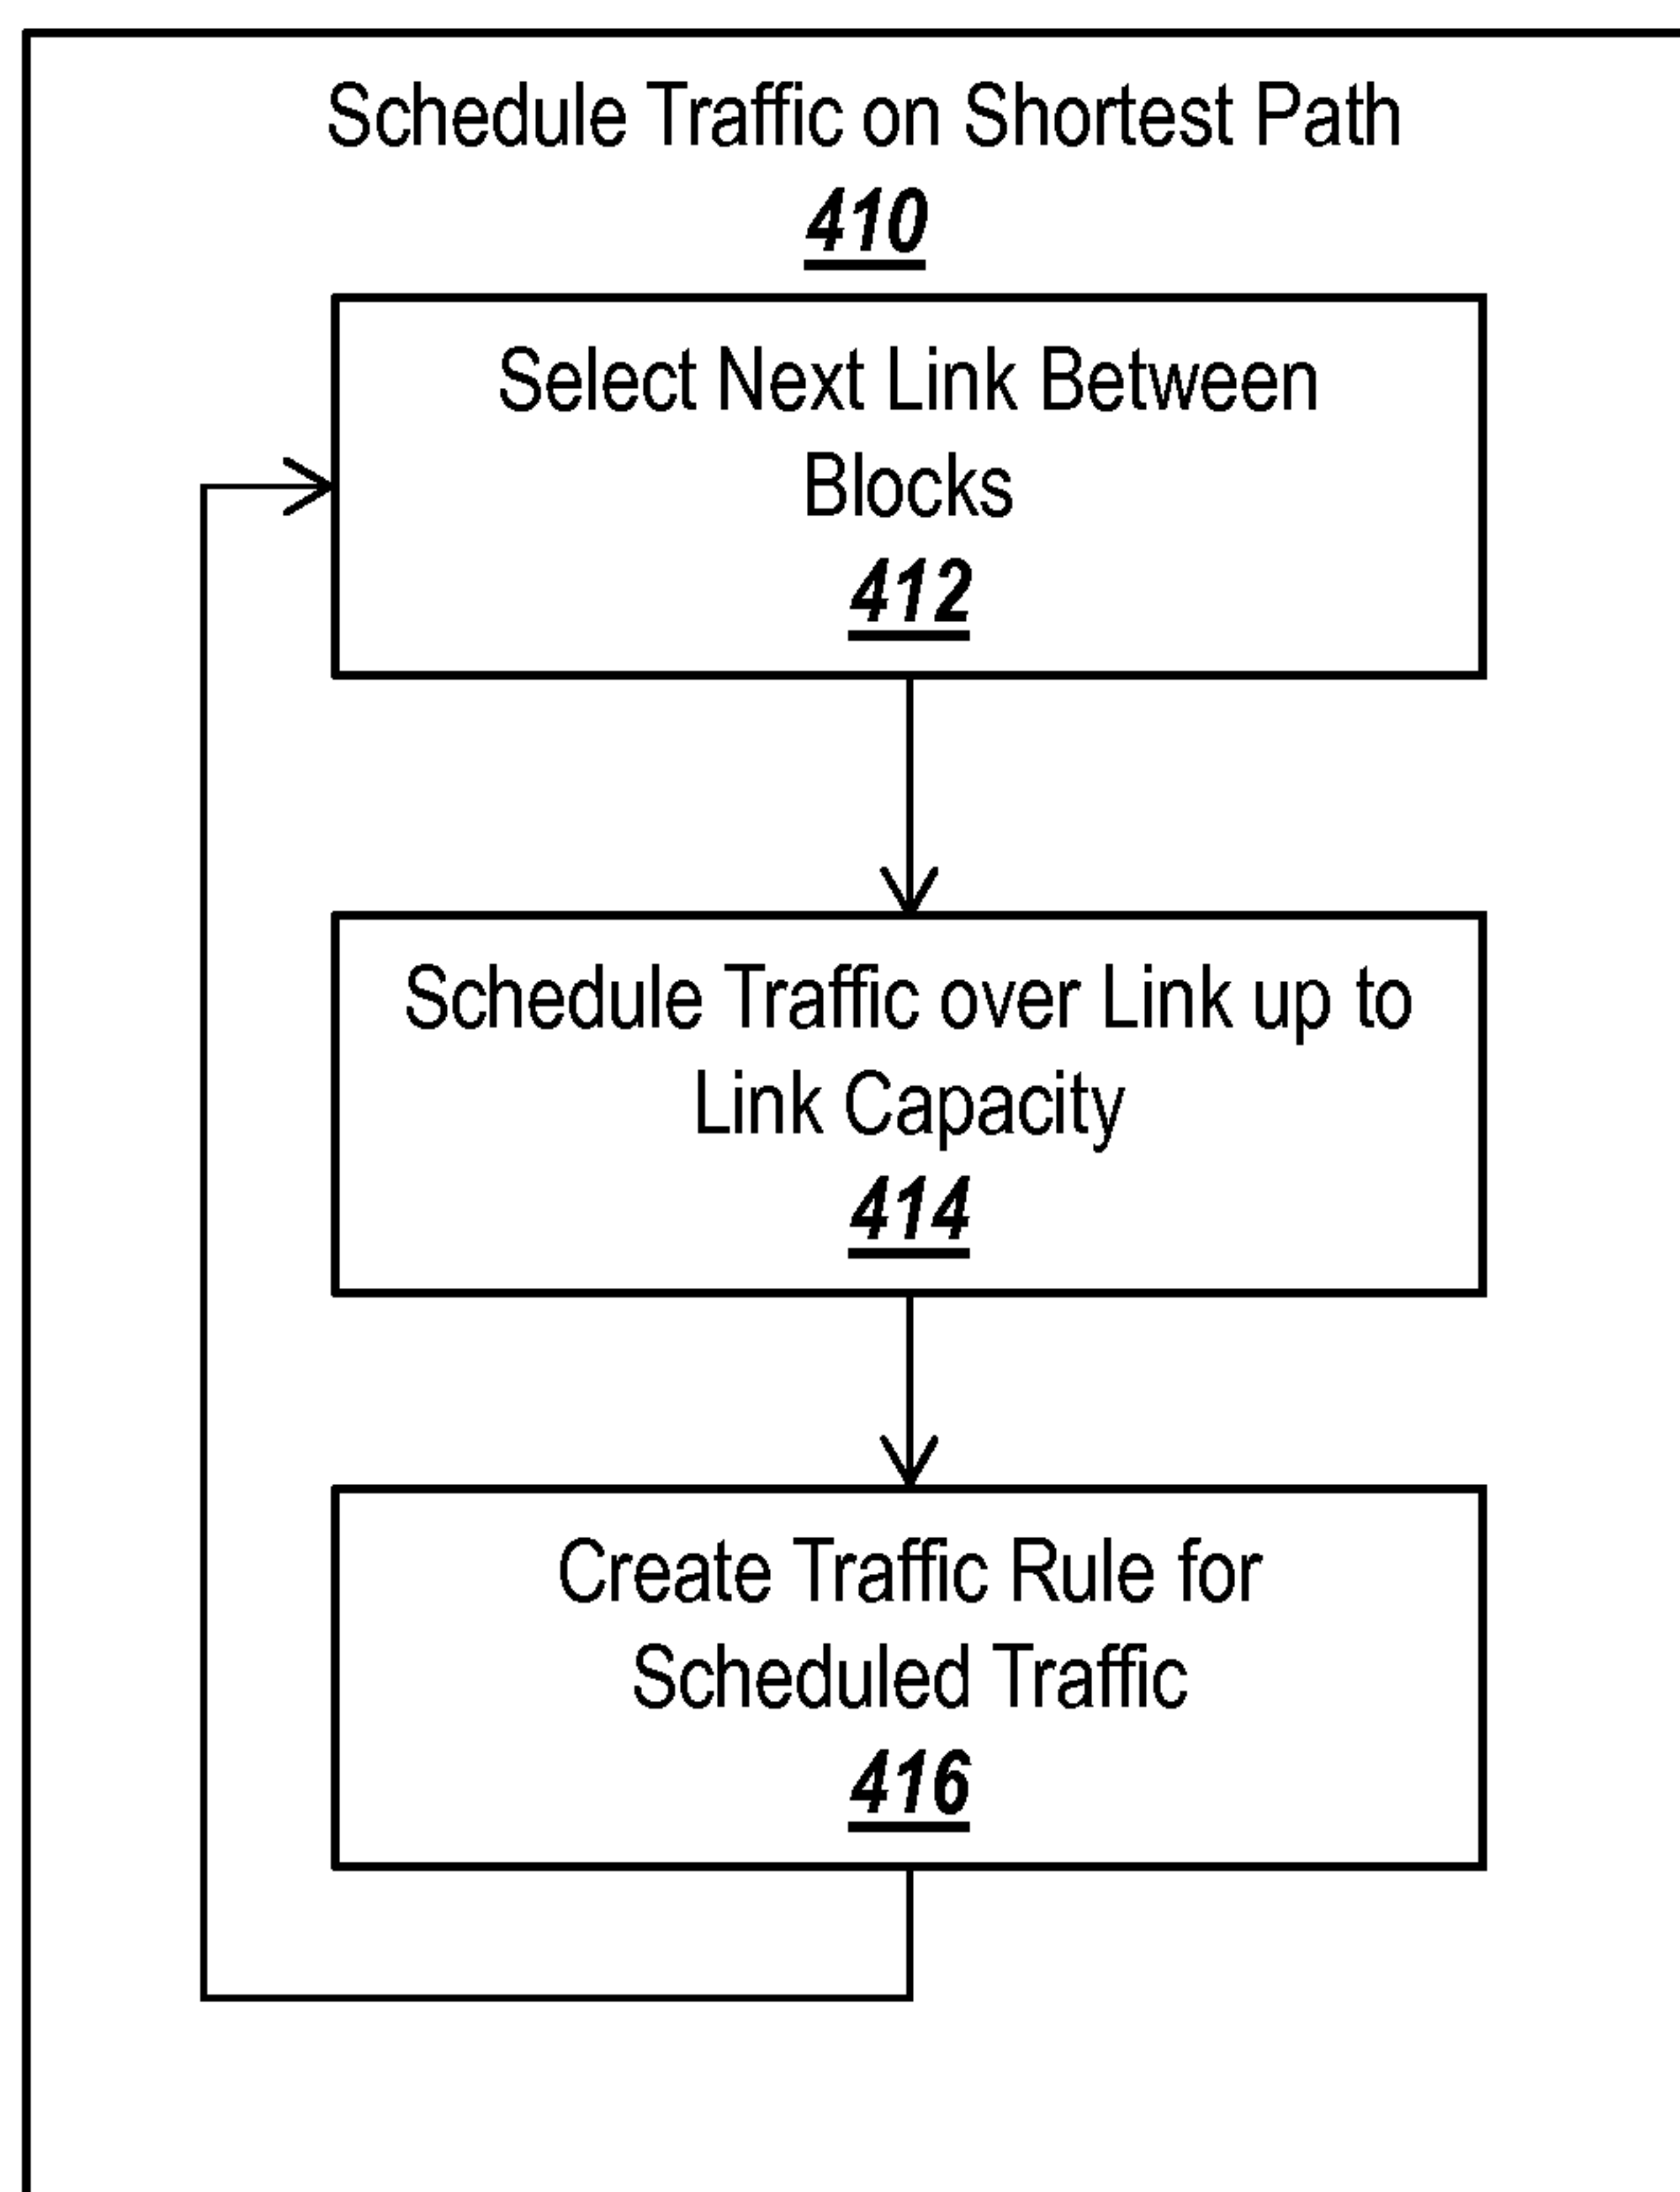 Schedule Traffic on Shortest Path
410
Select Next Link Between
Blocks
412
Schedule Traffic over Link up to
Link Capacity
414
Create Traffic Rule for
Scheduled Traffic
416